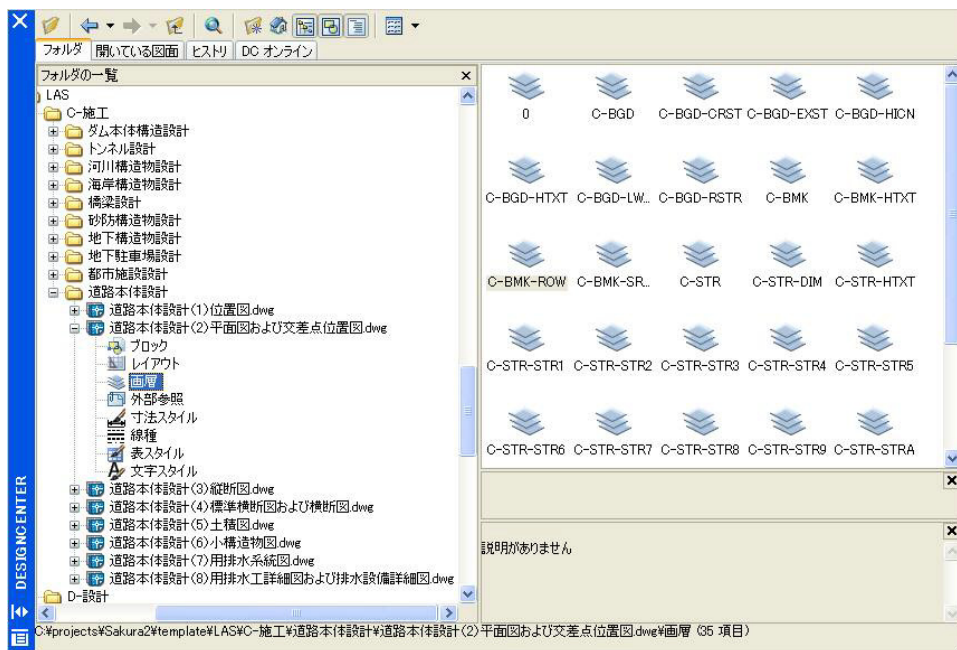 フォルダ 開いている図面 ヒストリ DC オンライン
フォルダの一覧
LAS
C-施工
ダム本体構造設計
トンネル設計
河川構造物設計
海岸構造物設計
橋梁設計
砂防構造物設計
地下構造物設計
地下駐車場設計
都市施設設計
道路本体設計
道路本体設計(1)位置図.dwg
道路本体設計(2)平面図および交差点位置図.dwg
ブロック
レイアウト
画層
外部参照
寸法スタイル
線種
表スタイル
文字スタイル
道路本体設計(3)縦断図.dwg
道路本体設計(4)標準横断図および横断図.dwg
道路本体設計(5)土積図.dwg
道路本体設計(6)小構造物図.dwg
道路本体設計(7)用排水系統図.dwg
道路本体設計(8)用排水工詳細図および排水設備詳細図.dwg
D-設計
0 C-BGD C-BGD-CRST C-BGD-EXST C-BGD-HICN
C-BGD-HTXT C-BGD-LW... C-BGD-RSTR C-BMK C-BMK-HTXT
C-BMK-ROW C-BMK-SR... C-STR C-STR-DIM C-STR-HTXT
C-STR-STR1 C-STR-STR2 C-STR-STR3 C-STR-STR4 C-STR-STR5
C-STR-STR6 C-STR-STR7 C-STR-STR8 C-STR-STR9 C-STR-STRA
説明がありません
DESIGNCENTER
C:¥projects¥Sakura2¥template¥LAS¥C-施工¥道路本体設計¥道路本体設計(2)平面図および交差点位置図.dwg¥画層 (35 項目)